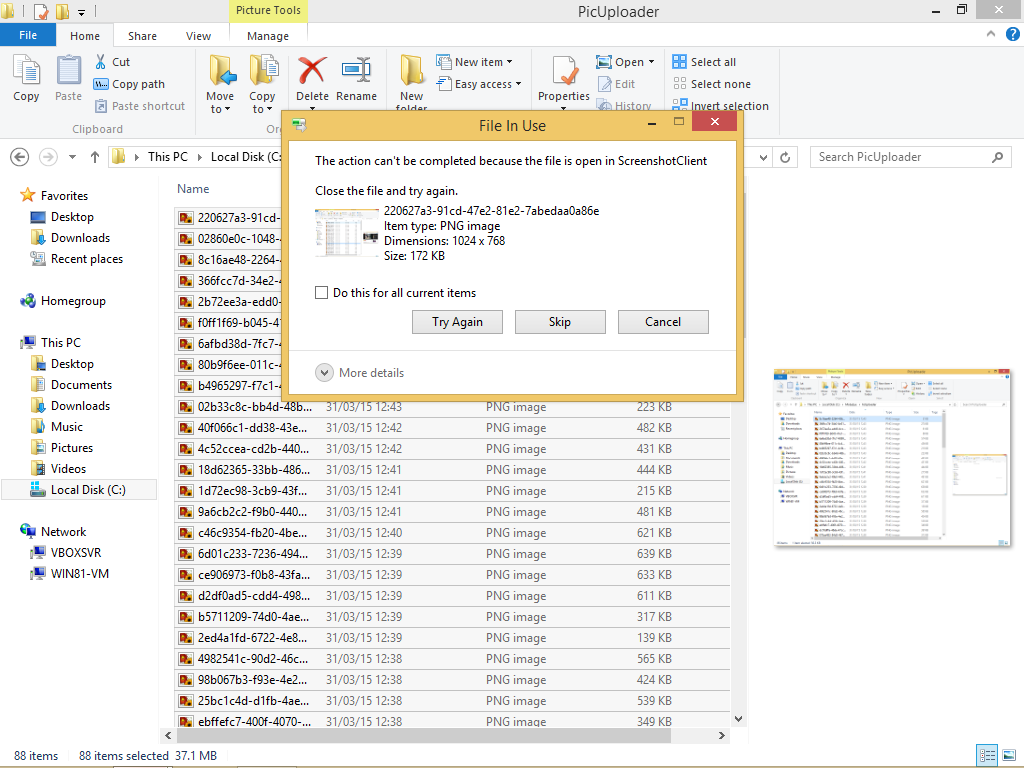 Picture Tools
PicUploader
File
Home
Share
View
Manage
Copy
Paste
Cut
Copy path
Paste shortcut
Clipboard
Move to
Copy to
Delete
Rename
New folder
New item
Easy access
Properties
Open
Edit
History
Select all
Select none
Invert selection
This PC
Local Disk (C:
Search PicUploader
Favorites
Desktop
Downloads
Recent places
Homegroup
This PC
Desktop
Documents
Downloads
Music
Pictures
Videos
Local Disk (C:)
Network
VBOXSVR
WIN81-VM
File In Use
The action can't be completed because the file is open in ScreenshotClient
Close the file and try again.
220627a3-91cd-47e2-81e2-7abedaa0a86e
Item type: PNG image
Dimensions: 1024 x 768
Size: 172 KB
Do this for all current items
Try Again
Skip
Cancel
More details
Name
220627a3-91cd-
02860e0c-1048-
8c16ae48-2264-
366fcc7d-34e2-
2b72ee3a-edd0-
f0ff1f69-b045-
6afbd38d-7fc7-
80b9f6ee-011c-
b4965297-f7c1-
02b33c8c-bb4d-48b... 31/03/15 12:43 PNG image 223 KB
40f066c1-dd38-43e... 31/03/15 12:42 PNG image 482 KB
4c52ccea-cd2b-440... 31/03/15 12:42 PNG image 431 KB
18d62365-33bb-486... 31/03/15 12:41 PNG image 444 KB
1d72ec98-3cb9-43f... 31/03/15 12:41 PNG image 215 KB
9a6cb2c2-f9b0-440... 31/03/15 12:41 PNG image 481 KB
c46c9354-fb20-4be... 31/03/15 12:40 PNG image 621 KB
6d01c233-7236-494... 31/03/15 12:39 PNG image 639 KB
ce906973-f0b8-43fa... 31/03/15 12:39 PNG image 633 KB
d2df0ad5-cdd4-498... 31/03/15 12:39 PNG image 611 KB
b5711209-74d0-4ae... 31/03/15 12:39 PNG image 317 KB
2ed4a1fd-6722-4e8... 31/03/15 12:39 PNG image 139 KB
4982541c-90d2-46c... 31/03/15 12:38 PNG image 565 KB
98b067b3-f93e-4e2... 31/03/15 12:38 PNG image 424 KB
25bc1c4d-d1fb-4ae... 31/03/15 12:38 PNG image 539 KB
ebffefc7-400f-4070-... 31/03/15 12:38 PNG image 349 KB
88 items
88 items selected 37.1 MB